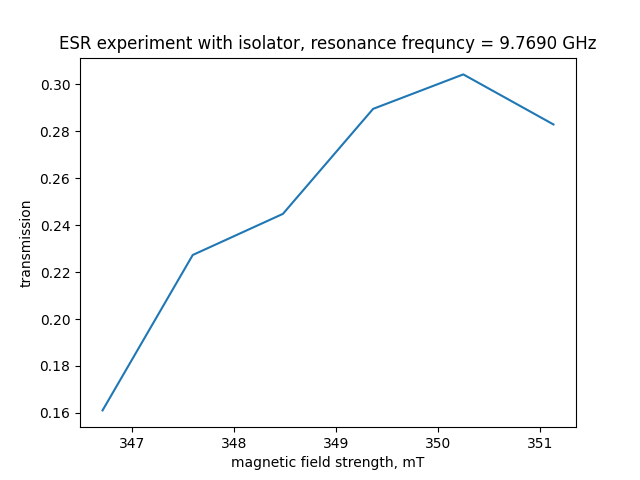 ESR experiment with isolator, resonance frequncy = 9.7690 GHz
0.30
0.28
0.26
0.24
0.22
0.20
0.18
0.16
transmission
347 348 349 350 351
magnetic field strength, mT